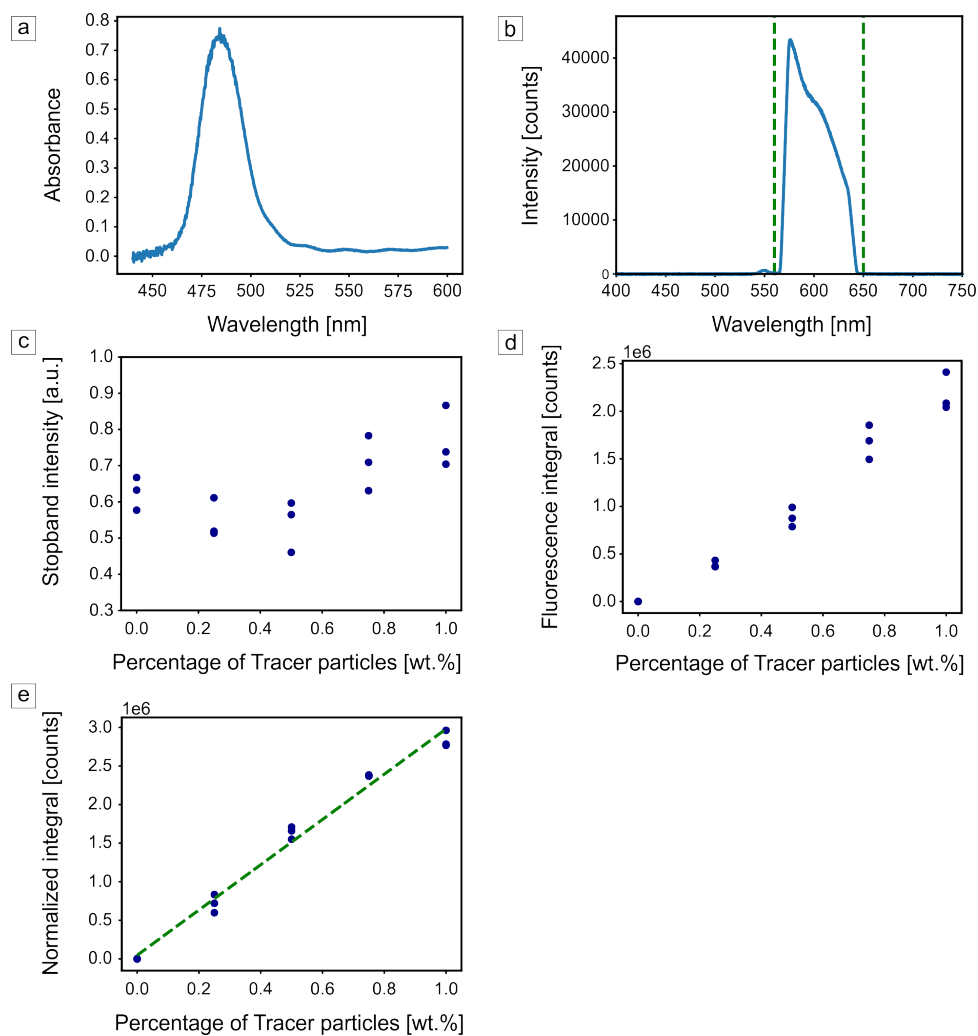 a
0.8
0.7
0.6
0.5
0.4
0.3
0.2
0.1
0.0
Absorbance
450 475 500 525 550 575 600
Wavelength [nm]
b
40000
30000
20000
10000
0
Intensity [counts]
400 450 500 550 600 650 700 750
Wavelength [nm]
c
1.0
0.9
0.8
0.7
0.6
0.5
0.4
0.3
Stopband intensity [a.u.]
0.0 0.2 0.4 0.6 0.8 1.0
Percentage of Tracer particles [wt.%]
d
1e6
2.5
2.0
1.5
1.0
0.5
0.0
Fluorescence integral [counts]
0.0 0.2 0.4 0.6 0.8 1.0
Percentage of Tracer particles [wt.%]
e
1e6
3.0
2.5
2.0
1.5
1.0
0.5
0.0
Normalized integral [counts]
0.0 0.2 0.4 0.6 0.8 1.0
Percentage of Tracer particles [wt.%]